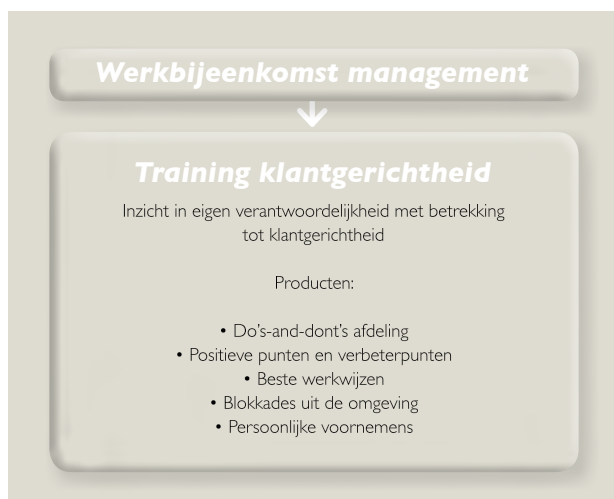 Werkbijeenkomst management
Training klantgerichtheid
Inzicht in eigen verantwoordelijkheid met betrekking
tot klantgerichtheid
Producten:
• Do's-and-dont's afdeling
• Positieve punten en verbeterpunten
• Beste werkwijzen
• Blokkades uit de omgeving
• Persoonlijke voornemens